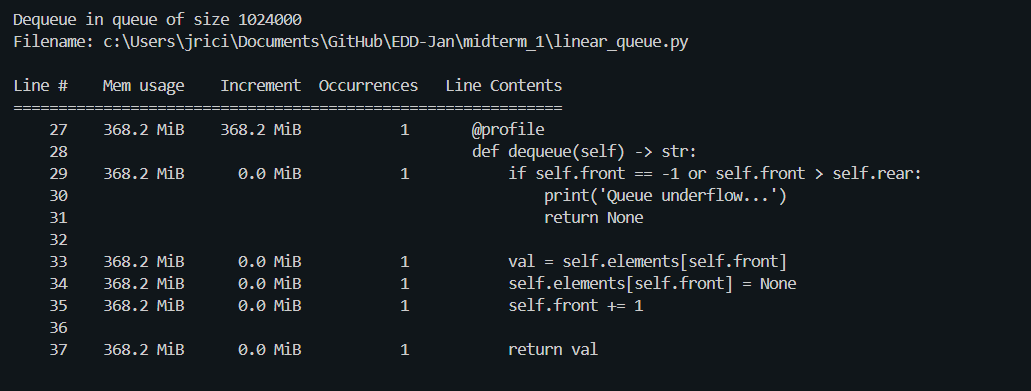 Dequeue in queue of size 1024000
Filename: c:\Users\jrici\Documents\GitHub\EDD-Jan\midterm_1\linear_queue.py
Line #    Mem usage    Increment  Occurrences   Line Contents
=============================================================
    27    368.2 MiB    368.2 MiB           1       @profile
    28                                             def dequeue(self) -> str:
    29    368.2 MiB      0.0 MiB           1           if self.front == -1 or self.front > self.rear:
    30                                                     print('Queue underflow...')
    31                                                     return None
    32
    33    368.2 MiB      0.0 MiB           1           val = self.elements[self.front]
    34    368.2 MiB      0.0 MiB           1           self.elements[self.front] = None
    35    368.2 MiB      0.0 MiB           1           self.front += 1
    36
    37    368.2 MiB      0.0 MiB           1           return val